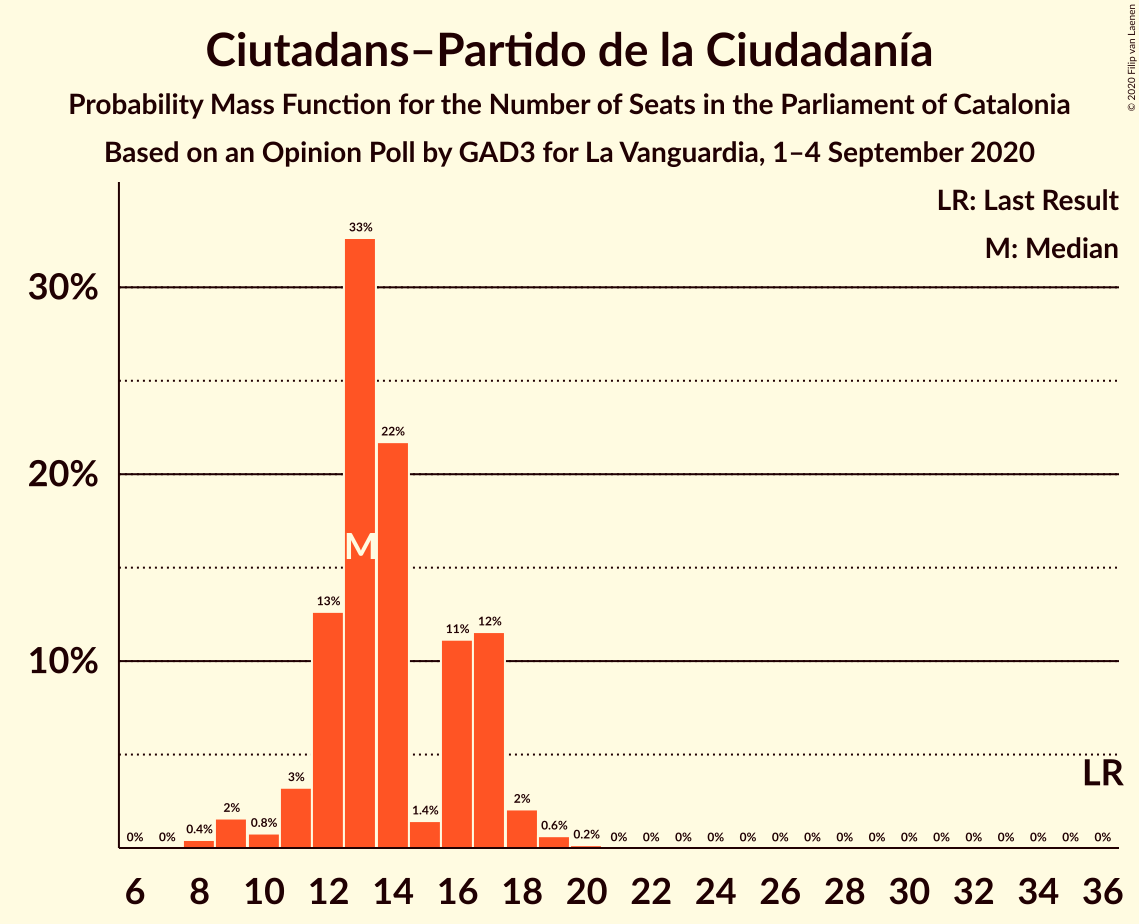 Ciutadans–Partido de la Ciudadanía
Probability Mass Function for the Number of Seats in the Parliament of Catalonia
Based on an Opinion Poll by GAD3 for La Vanguardia, 1–4 September 2020
© 2020 Filip van Laenen
LR: Last Result
M: Median
30%
20%
10%
0% 0% 0.4% 2% 0.8% 3% 13% 33% 22% 1.4% 11% 12% 2% 0.6% 0.2% 0% 0% 0% 0% 0% 0% 0% 0% 0% 0% 0% 0% 0% 0% 0% 0%
M
LR
6 8 10 12 14 16 18 20 22 24 26 28 30 32 34 36